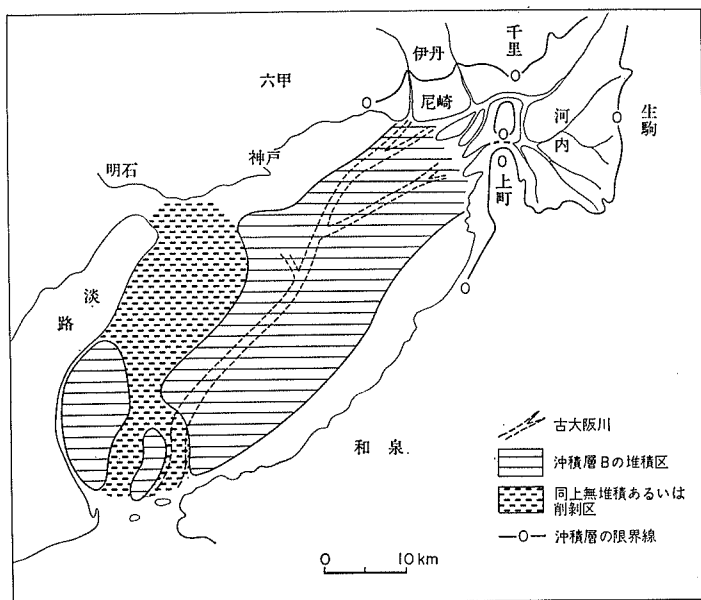 伊丹
千里
六甲
尼崎
河内
生駒
神戸
明石
上町
淡路
和泉
古大阪川
沖積層Bの堆積区
同上無堆積あるいは
削剝区
—O—沖積層の限界線
0 10km